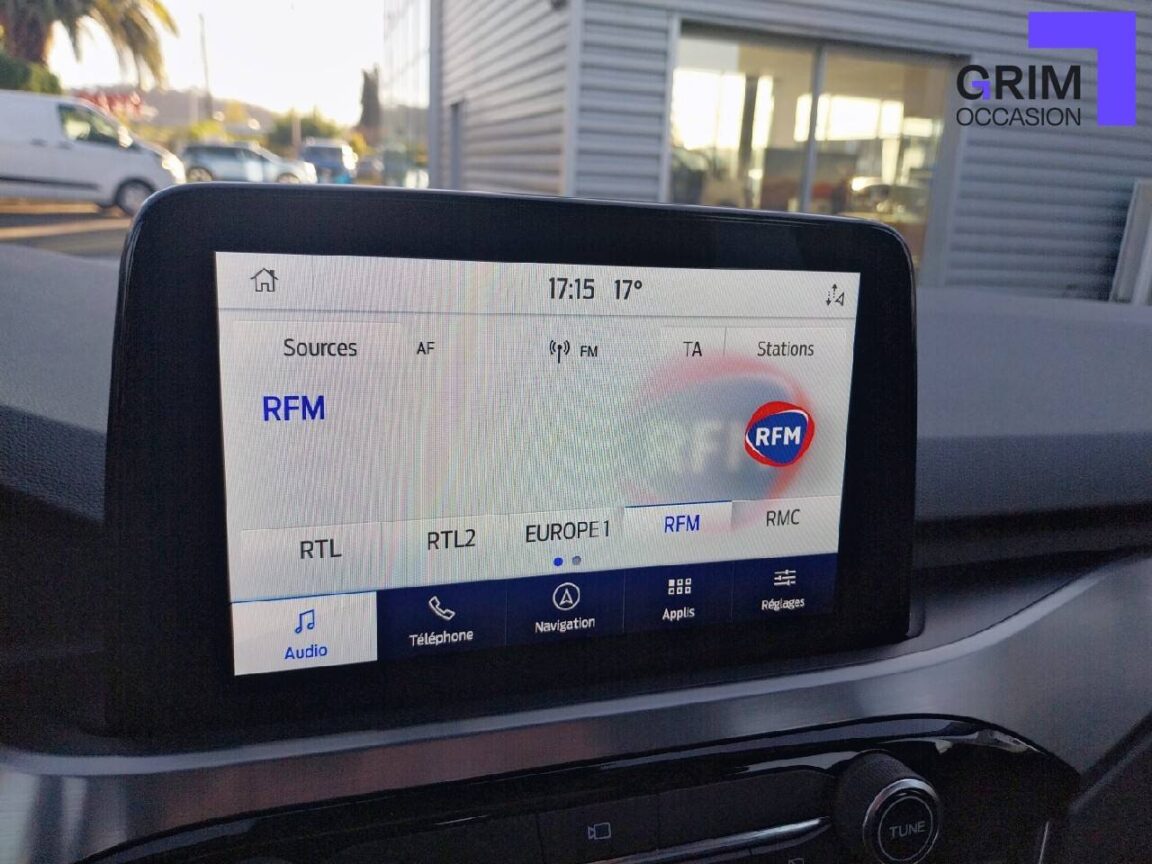 GRIM
OCCASION
17:15 17°
Sources AF FM TA Stations
RFM
RFM
RTL RTL2 EUROPE 1 RFM RMC
Audio Téléphone Navigation Applis Réglages
TUNE